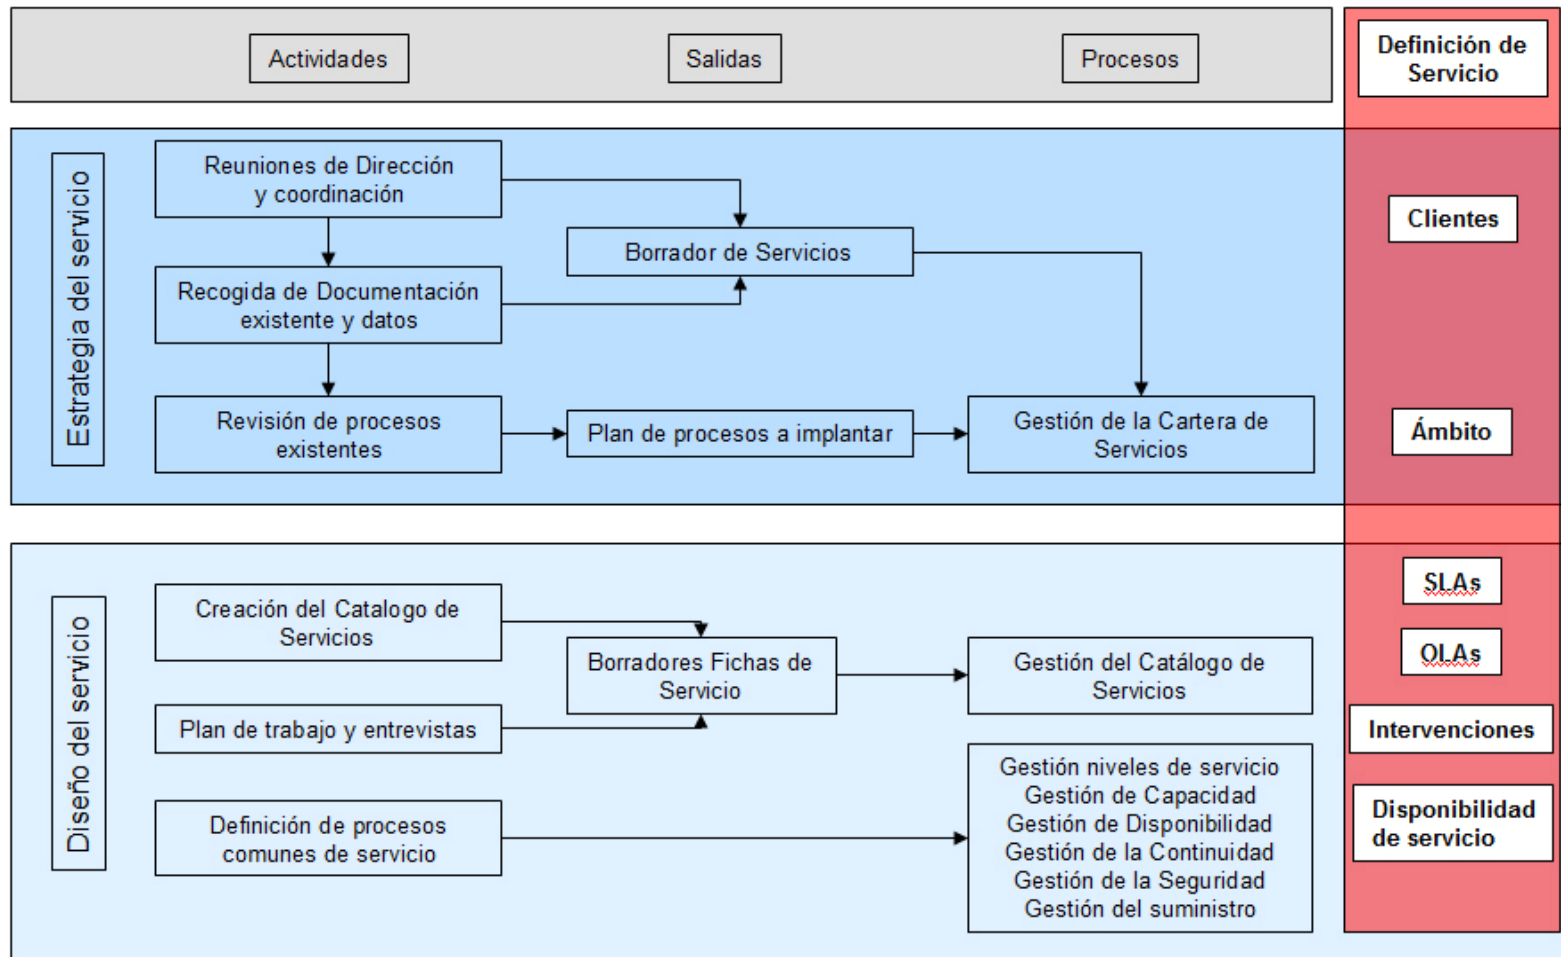 Actividades
Salidas
Procesos
Definición de
Servicio
Estrategia del servicio
Reuniones de Dirección
y coordinación
Borrador de Servicios
Recogida de Documentación
existente y datos
Revisión de procesos
existentes
Plan de procesos a implantar
Gestión de la Cartera de
Servicios
Clientes
Ámbito
Diseño del servicio
Creación del Catalogo de
Servicios
Borradores Fichas de
Servicio
Gestión del Catálogo de
Servicios
Plan de trabajo y entrevistas
Definición de procesos
comunes de servicio
Gestión niveles de servicio
Gestión de Capacidad
Gestión de Disponibilidad
Gestión de la Continuidad
Gestión de la Seguridad
Gestión del suministro
SLAs
OLAs
Intervenciones
Disponibilidad
de servicio